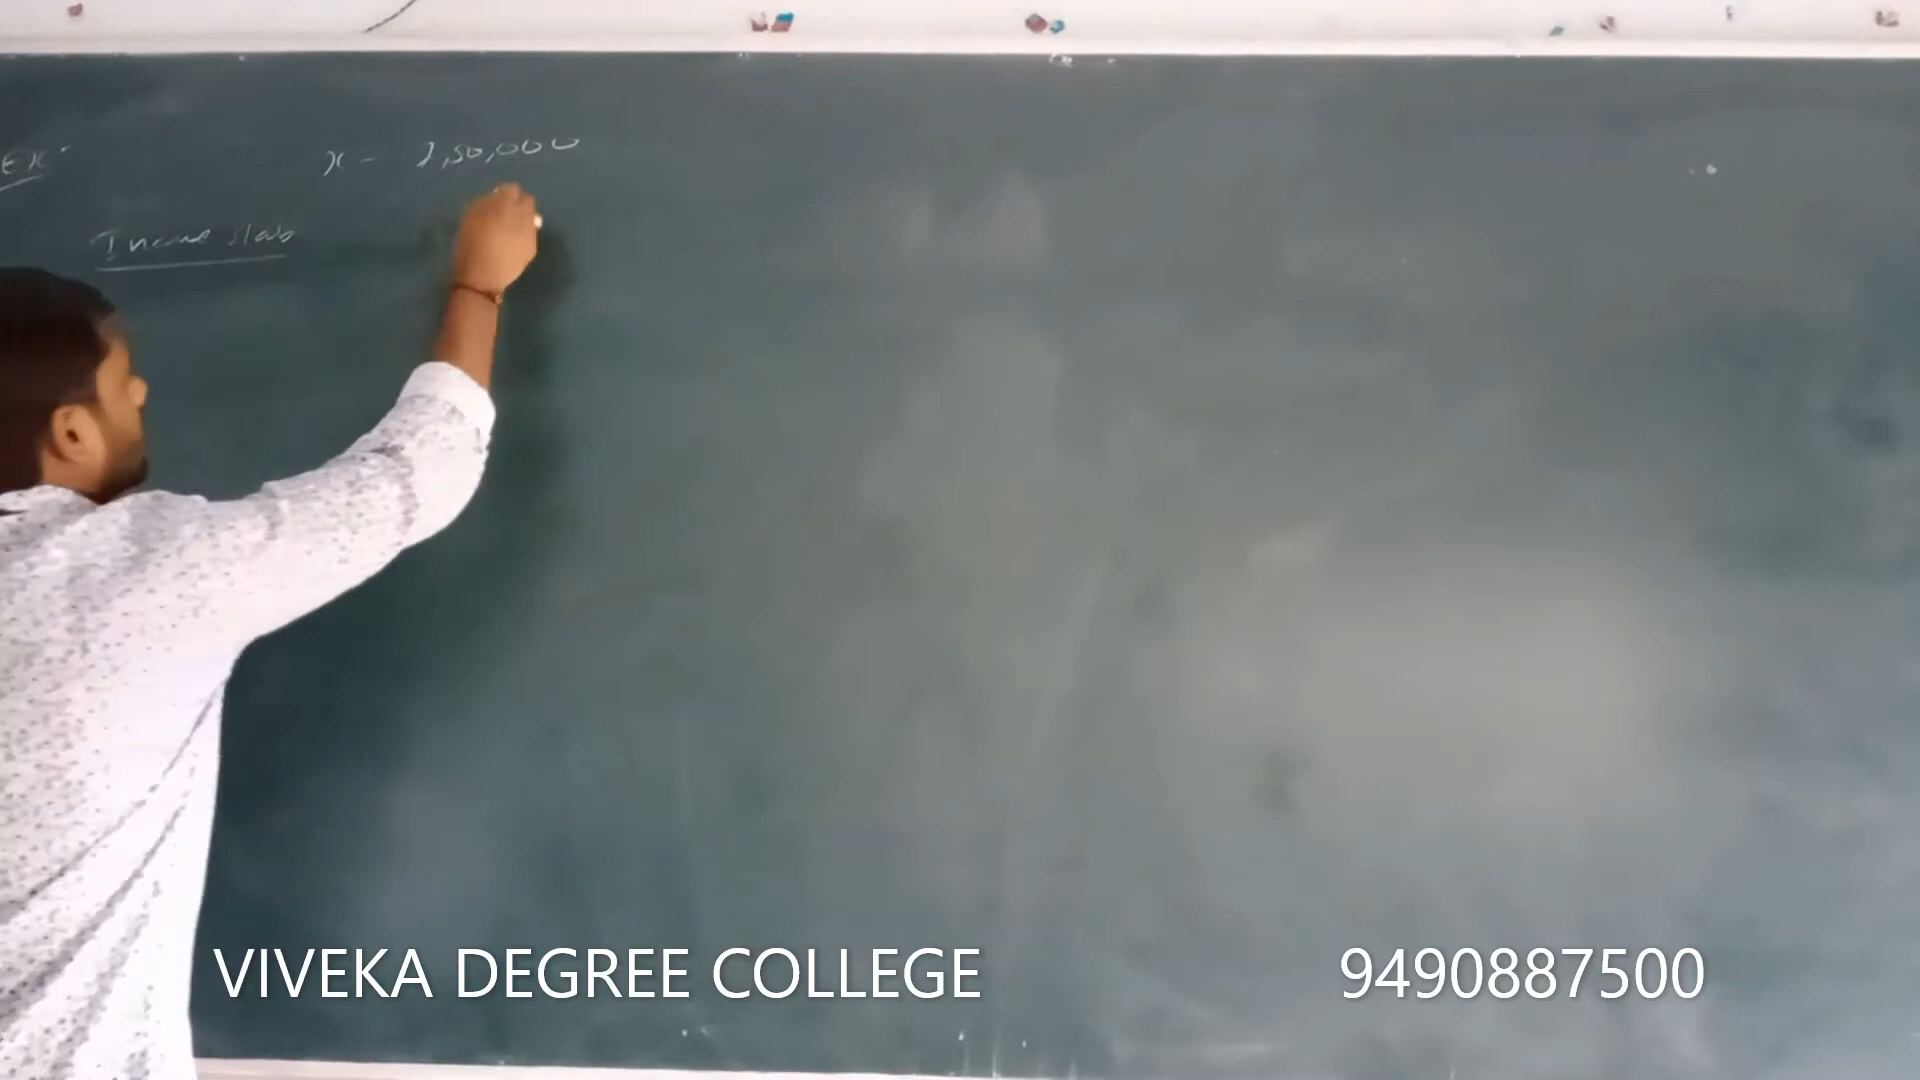 Ex:
x - 2,50,000
Income slab
VIVEKA DEGREE COLLEGE
9490887500